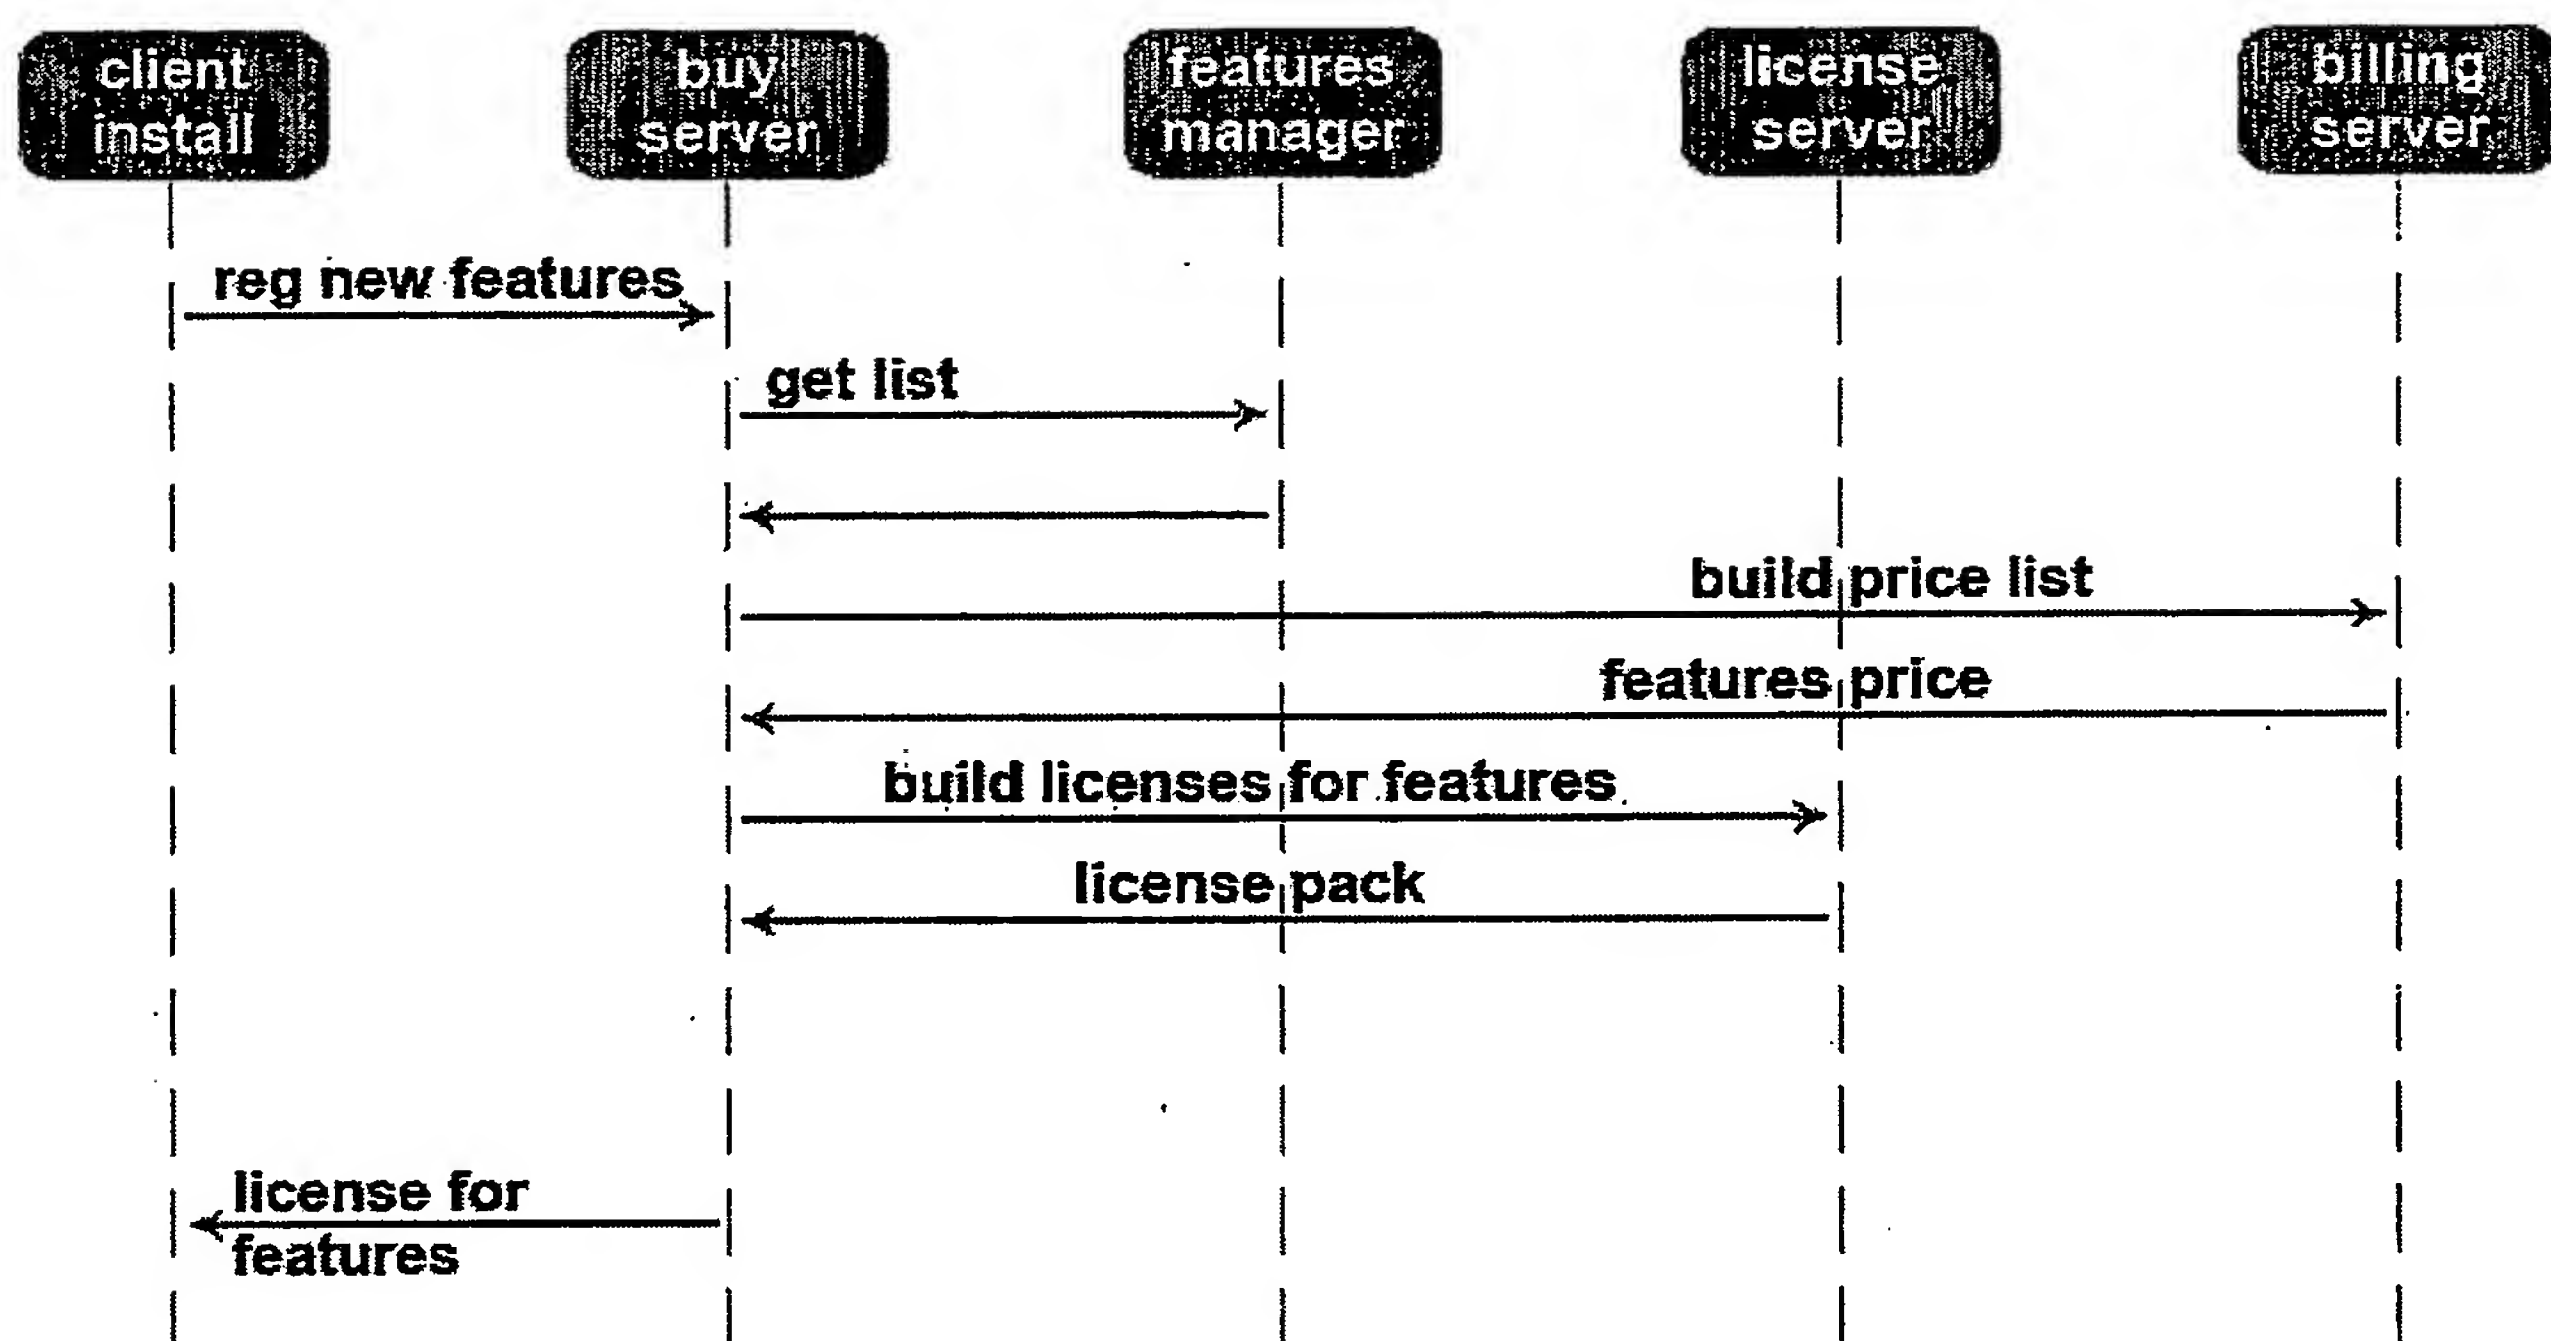 client
install
buy
server
features
manager
license
server
billing
server
reg new features
get list
build price list
features price
build licenses for features
license pack
license for
features